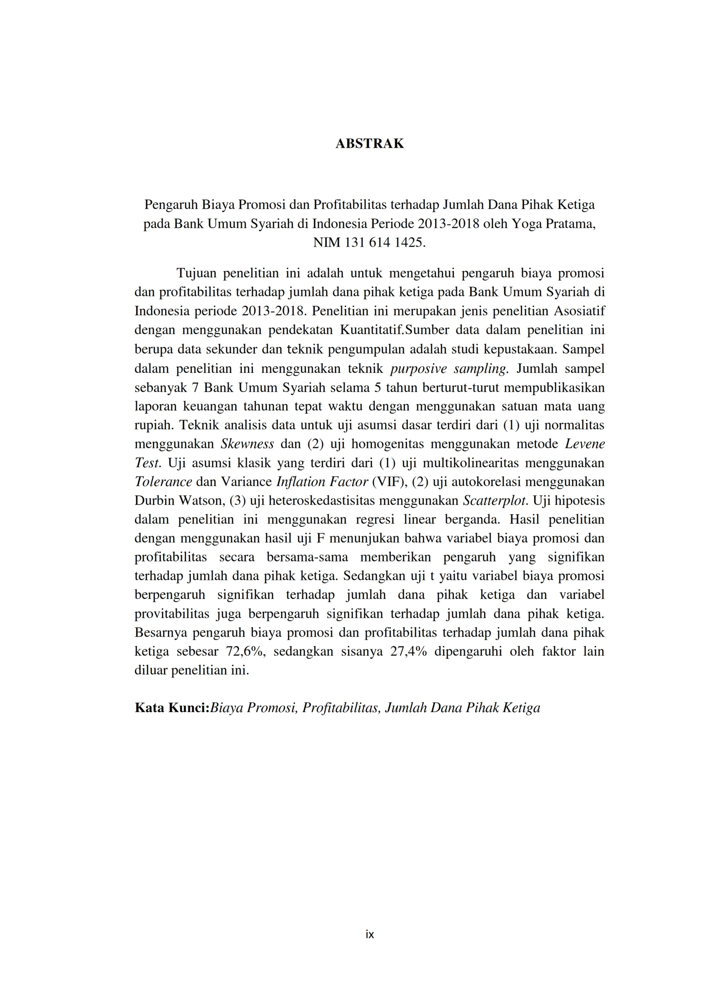 ABSTRAK
Pengaruh Biaya Promosi dan Profitabilitas terhadap Jumlah Dana Pihak Ketiga
pada Bank Umum Syariah di Indonesia Periode 2013-2018 oleh Yoga Pratama,
NIM 131 614 1425.
Tujuan penelitian ini adalah untuk mengetahui pengaruh biaya promosi
dan profitabilitas terhadap jumlah dana pihak ketiga pada Bank Umum Syariah di
Indonesia periode 2013-2018. Penelitian ini merupakan jenis penelitian Asosiatif
dengan menggunakan pendekatan Kuantitatif.Sumber data dalam penelitian ini
berupa data sekunder dan teknik pengumpulan adalah studi kepustakaan. Sampel
dalam penelitian ini menggunakan teknik purposive sampling. Jumlah sampel
sebanyak 7 Bank Umum Syariah selama 5 tahun berturut-turut mempublikasikan
laporan keuangan tahunan tepat waktu dengan menggunakan satuan mata uang
rupiah. Teknik analisis data untuk uji asumsi dasar terdiri dari (1) uji normalitas
menggunakan Skewness dan (2) uji homogenitas menggunakan metode Levene
Test. Uji asumsi klasik yang terdiri dari (1) uji multikolinearitas menggunakan
Tolerance dan Variance Inflation Factor (VIF), (2) uji autokorelasi menggunakan
Durbin Watson, (3) uji heteroskedastisitas menggunakan Scatterplot. Uji hipotesis
dalam penelitian ini menggunakan regresi linear berganda. Hasil penelitian
dengan menggunakan hasil uji F menunjukan bahwa variabel biaya promosi dan
profitabilitas secara bersama-sama memberikan pengaruh yang signifikan
terhadap jumlah dana pihak ketiga. Sedangkan uji t yaitu variabel biaya promosi
berpengaruh signifikan terhadap jumlah dana pihak ketiga dan variabel
provitabilitas juga berpengaruh signifikan terhadap jumlah dana pihak ketiga.
Besarnya pengaruh biaya promosi dan profitabilitas terhadap jumlah dana pihak
ketiga sebesar 72,6%, sedangkan sisanya 27,4% dipengaruhi oleh faktor lain
diluar penelitian ini.
Kata Kunci:Biaya Promosi, Profitabilitas, Jumlah Dana Pihak Ketiga
ix